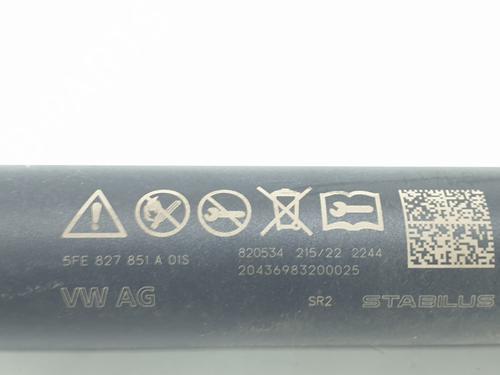 5FE 827 851 A 01S
820534 215/22 2244
20436983200025
VW AG
SR2
STABILUS